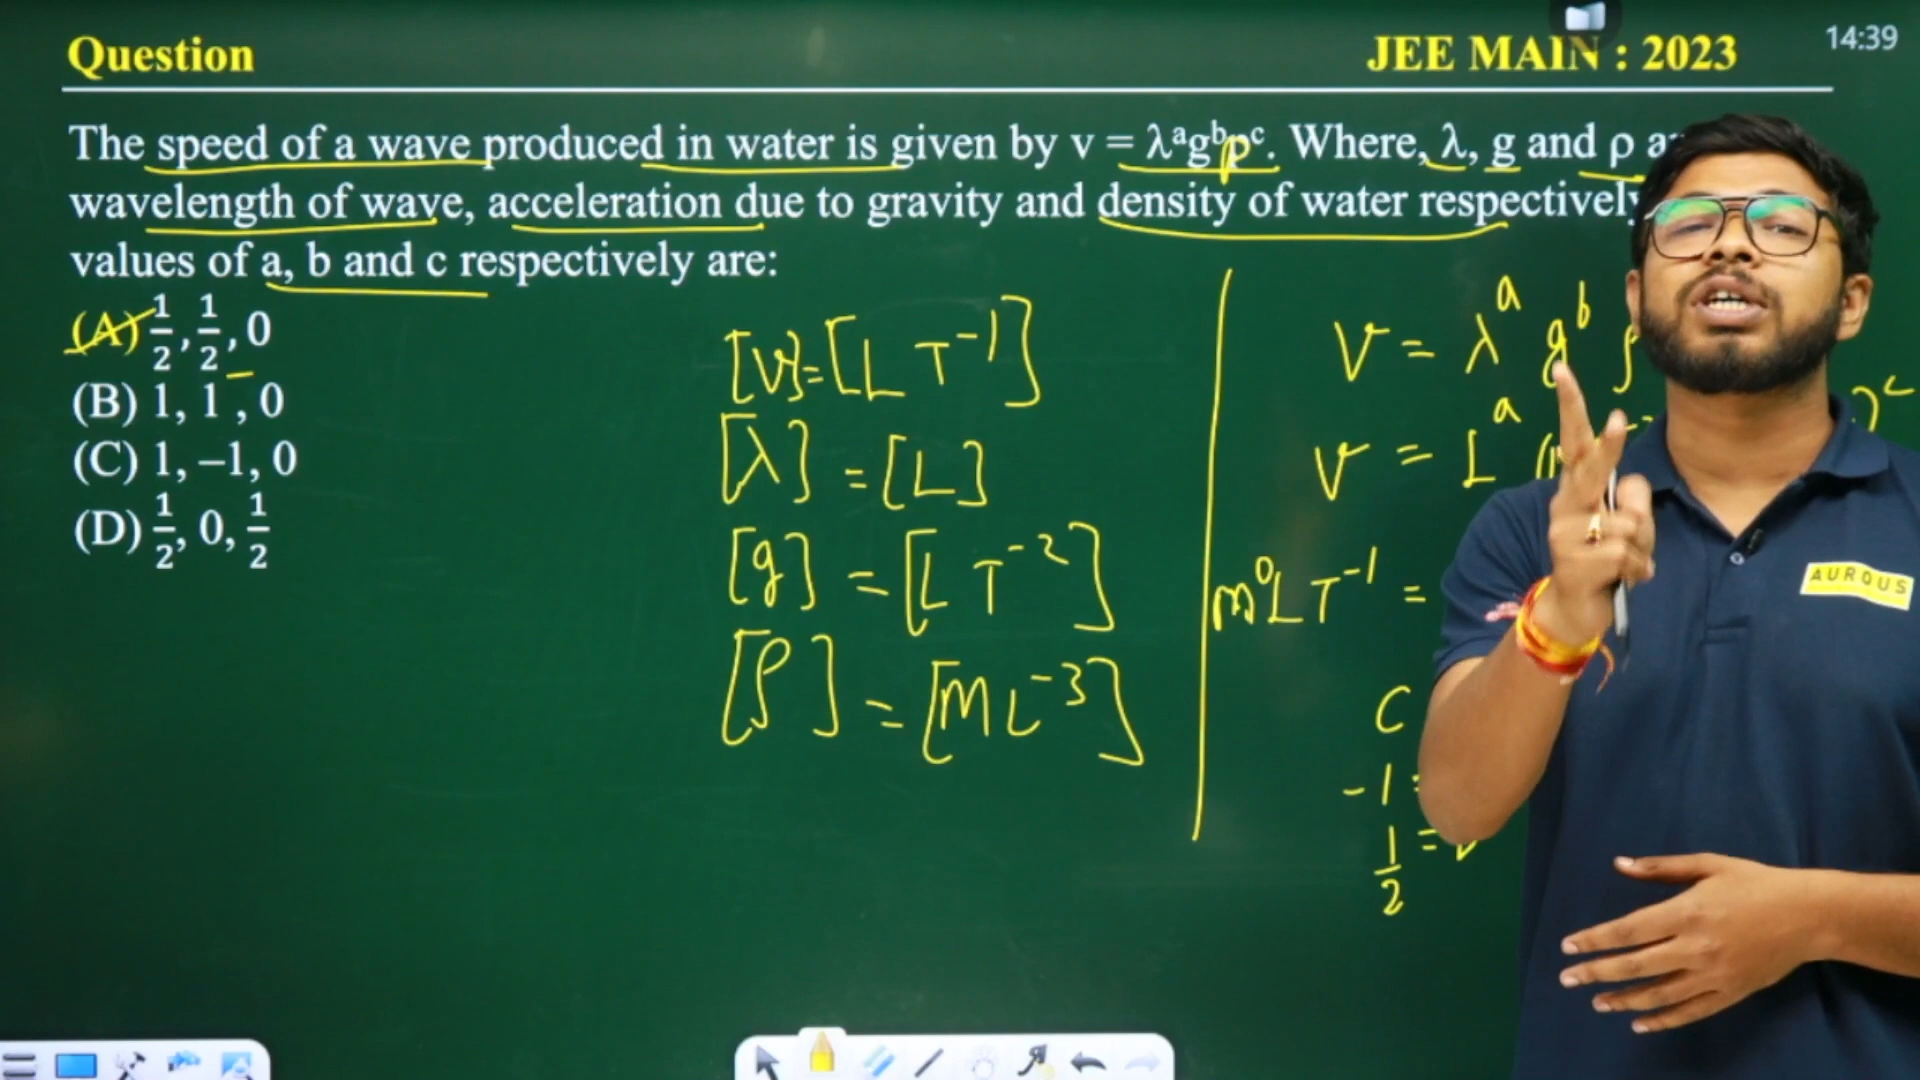 Question
JEE MAIN : 2023
14:39
The speed of a wave produced in water is given by v = λᵃgᵇρᶜ. Where, λ, g and ρ
wavelength of wave, acceleration due to gravity and density of water respectively
values of a, b and c respectively are:
(A) 1/2, 1/2, 0
(B) 1, 1 , 0
(C) 1, –1, 0
(D) 1/2, 0, 1/2
[v] = [L T⁻¹]
[λ] = [L]
[g] = [L T⁻²]
[ρ] = [M L⁻³]
v = λᵃ gᵇ ρ
v = Lᵃ
M⁰LT⁻¹ =
C
-1 =
1/2 =
AUROUS